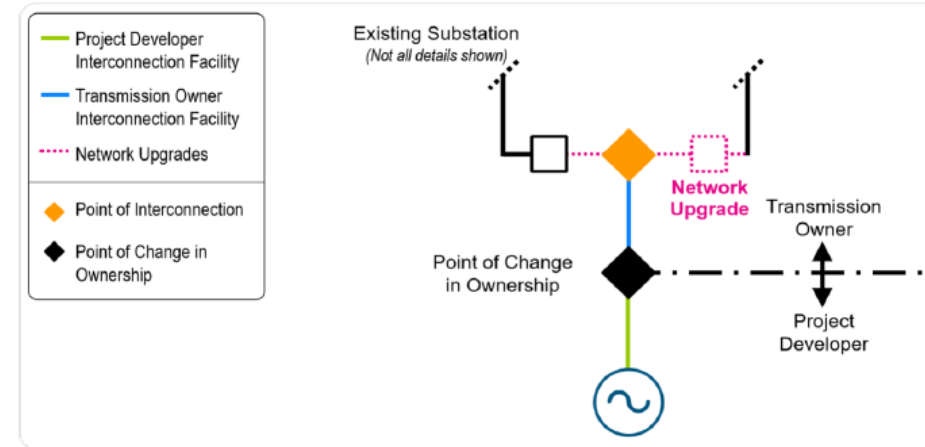 Project Developer
Interconnection Facility
Transmission Owner
Interconnection Facility
Network Upgrades
Point of Interconnection
Point of Change in
Ownership
Existing Substation
(Not all details shown)
Network
Upgrade
Transmission
Owner
Point of Change
in Ownership
Project
Developer